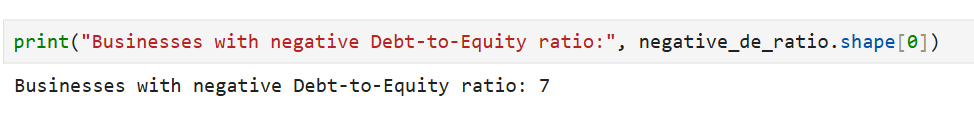 print("Businesses with negative Debt-to-Equity ratio:", negative_de_ratio.shape[0])
Businesses with negative Debt-to-Equity ratio: 7